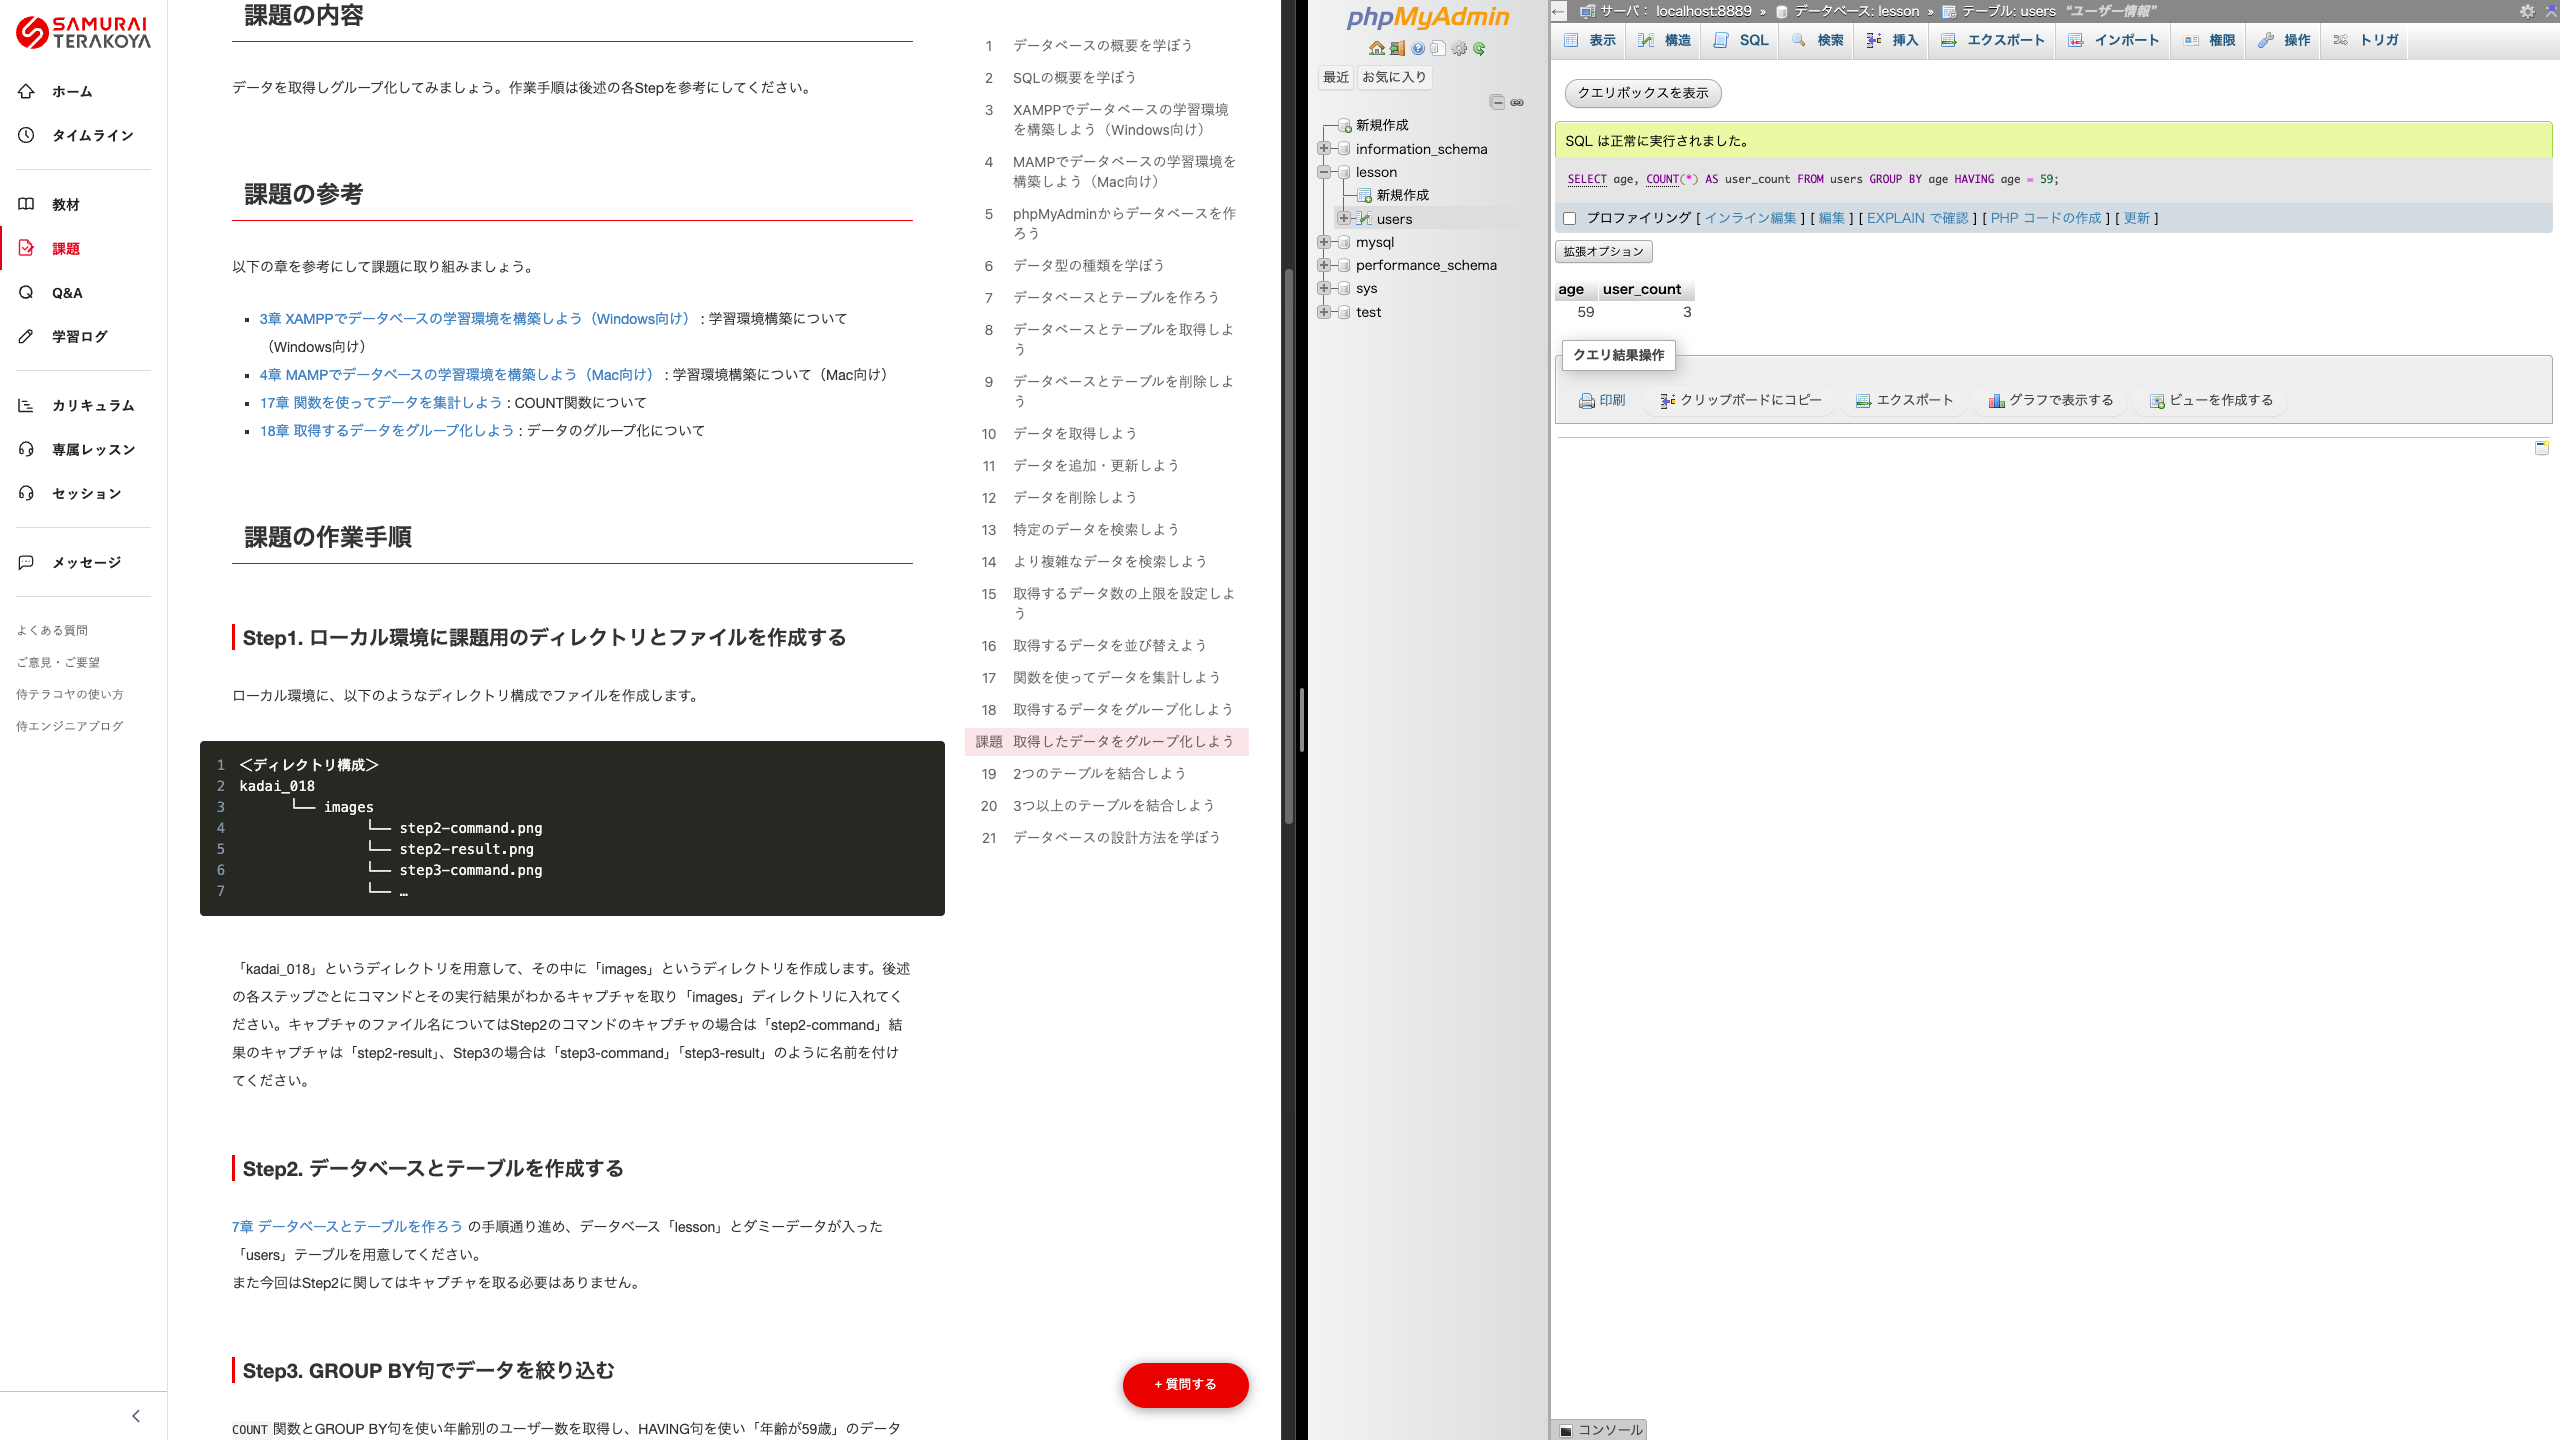 SAMURAI
TERAKOYA
ホーム
タイムライン
教材
課題
Q&A
学習ログ
カリキュラム
専属レッスン
セッション
メッセージ
よくある質問
ご意見・ご要望
侍テラコヤの使い方
侍エンジニアブログ
課題の内容
データを取得しグループ化してみましょう。作業手順は後述の各Stepを参考にしてください。
課題の参考
以下の章を参考にして課題に取り組みましょう。
3章 XAMPPでデータベースの学習環境を構築しよう（Windows向け） : 学習環境構築について
（Windows向け）
4章 MAMPでデータベースの学習環境を構築しよう（Mac向け） : 学習環境構築について（Mac向け）
17章 関数を使ってデータを集計しよう : COUNT関数について
18章 取得するデータをグループ化しよう : データのグループ化について
課題の作業手順
Step1. ローカル環境に課題用のディレクトリとファイルを作成する
ローカル環境に、以下のようなディレクトリ構成でファイルを作成します。
1 ＜ディレクトリ構成＞
2 kadai_018
3 └── images
4 └── step2-command.png
5 └── step2-result.png
6 └── step3-command.png
7 └── …
「kadai_018」というディレクトリを用意して、その中に「images」というディレクトリを作成します。後述
の各ステップごとにコマンドとその実行結果がわかるキャプチャを取り「images」ディレクトリに入れてく
ださい。キャプチャのファイル名についてはStep2のコマンドのキャプチャの場合は「step2-command」結
果のキャプチャは「step2-result」、Step3の場合は「step3-command」「step3-result」のように名前を付け
てください。
Step2. データベースとテーブルを作成する
7章 データベースとテーブルを作ろう の手順通り進め、データベース「lesson」とダミーデータが入った
「users」テーブルを用意してください。
また今回はStep2に関してはキャプチャを取る必要はありません。
Step3. GROUP BY句でデータを絞り込む
COUNT 関数とGROUP BY句を使い年齢別のユーザー数を取得し、HAVING句を使い「年齢が59歳」のデータ
1 データベースの概要を学ぼう
2 SQLの概要を学ぼう
3 XAMPPでデータベースの学習環境
を構築しよう（Windows向け）
4 MAMPでデータベースの学習環境を
構築しよう（Mac向け）
5 phpMyAdminからデータベースを作
ろう
6 データ型の種類を学ぼう
7 データベースとテーブルを作ろう
8 データベースとテーブルを取得しよ
う
9 データベースとテーブルを削除しよ
う
10 データを取得しよう
11 データを追加・更新しよう
12 データを削除しよう
13 特定のデータを検索しよう
14 より複雑なデータを検索しよう
15 取得するデータ数の上限を設定しよ
う
16 取得するデータを並び替えよう
17 関数を使ってデータを集計しよう
18 取得するデータをグループ化しよう
課題 取得したデータをグループ化しよう
19 2つのテーブルを結合しよう
20 3つ以上のテーブルを結合しよう
21 データベースの設計方法を学ぼう
+ 質問する
phpMyAdmin
最近 お気に入り
新規作成
information_schema
lesson
新規作成
users
mysql
performance_schema
sys
test
サーバ： localhost:8889 » データベース: lesson » テーブル: users “ユーザー情報”
表示 構造 SQL 検索 挿入 エクスポート インポート 権限 操作 トリガ
クエリボックスを表示
SQL は正常に実行されました。
SELECT age, COUNT(*) AS user_count FROM users GROUP BY age HAVING age = 59;
プロファイリング [ インライン編集 ] [ 編集 ] [ EXPLAIN で確認 ] [ PHP コードの作成 ] [ 更新 ]
拡張オプション
age user_count
59 3
クエリ結果操作
印刷 クリップボードにコピー エクスポート グラフで表示する ビューを作成する
コンソール